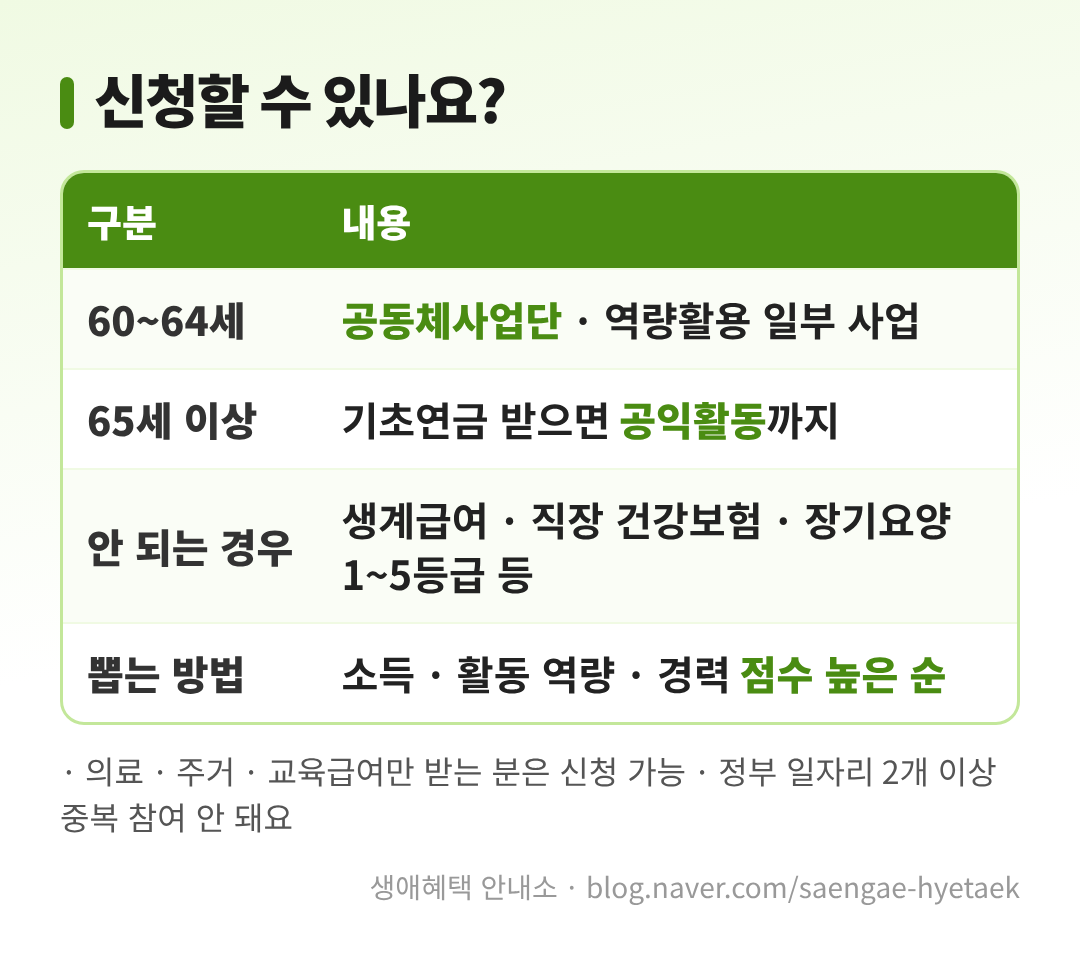 신청할 수 있나요?
구분 내용
60~64세 공동체사업단 · 역량활용 일부 사업
65세 이상 기초연금 받으면 공익활동까지
안 되는 경우 생계급여 · 직장 건강보험 · 장기요양
1~5등급 등
뽑는 방법 소득 · 활동 역량 · 경력 점수 높은 순
· 의료 · 주거 · 교육급여만 받는 분은 신청 가능 · 정부 일자리 2개 이상
중복 참여 안 돼요
생애혜택 안내소 · blog.naver.com/saengae-hyetaek